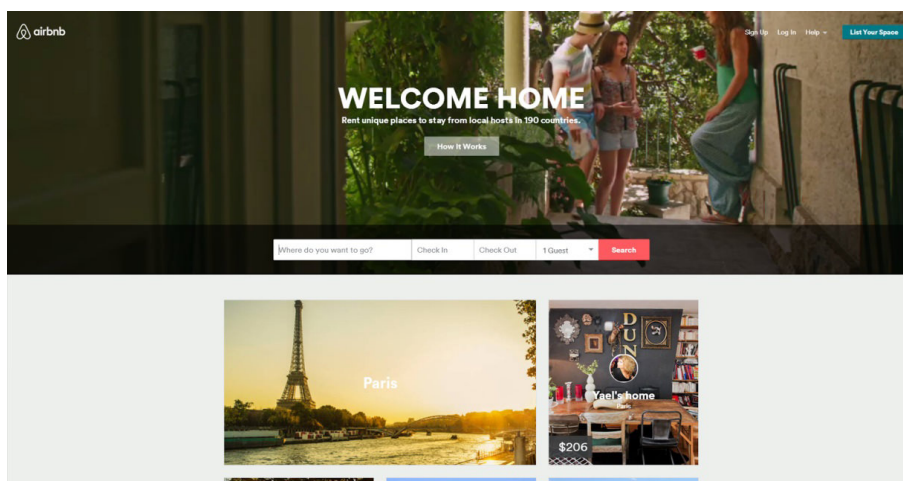 airbnb
Sign Up Log In Help List Your Space
WELCOME HOME
Rent unique places to stay from local hosts in 190 countries.
How It Works
Where do you want to go? Check In Check Out 1 Guest Search
Paris
DUN
Yael's home
Paris
$206